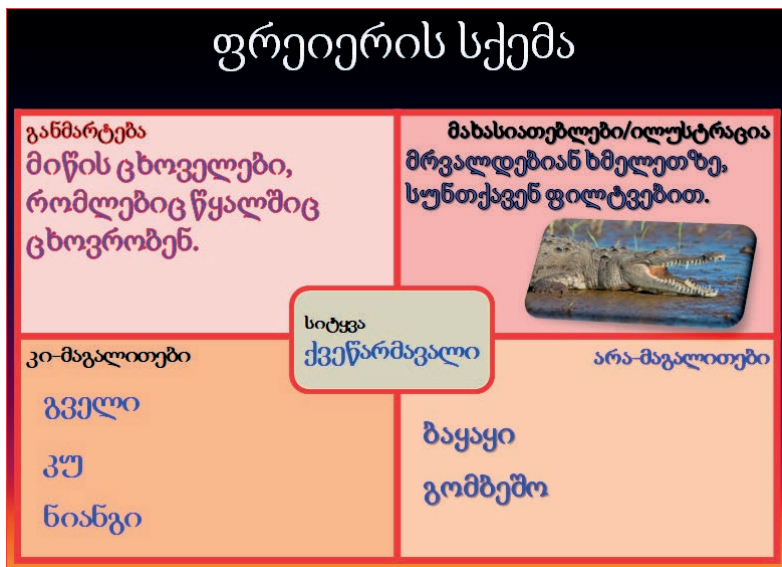 ფრეიერის სქემა
განმარტება
მიწის ცხოველები,
რომლებიც წყალშიც
ცხოვრობენ.
მახასიათებლები/ილუსტრაცია
მრვალდებიან ხმელეთზე,
სუნთქავენ ფილტვებით.
სიტყვა
ქვეწარმავალი
კი-მაგალითები
გველი
კუ
ნიანგი
არა-მაგალითები
ბაყაყი
გომბეშო